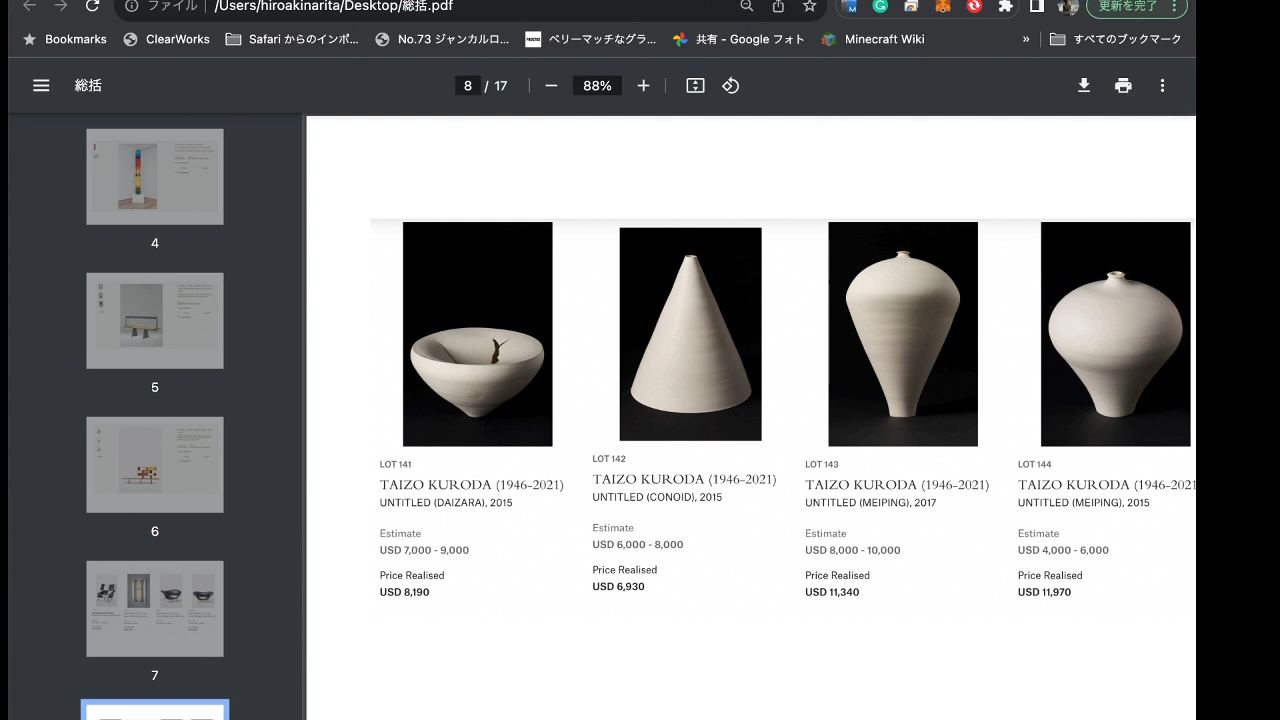 ファイル | /Users/hiroakinarita/Desktop/総括.pdf
更新を完了
Bookmarks
ClearWorks
Safari からのインポ...
No.73 ジャンカルロ...
ベリーマッチなグラ...
共有 - Google フォト
Minecraft Wiki
»
すべてのブックマーク
総括
8 / 17
88%
4
5
6
7
LOT 141
TAIZO KURODA (1946-2021)
UNTITLED (DAIZARA), 2015
Estimate
USD 7,000 - 9,000
Price Realised
USD 8,190
LOT 142
TAIZO KURODA (1946-2021)
UNTITLED (CONOID), 2015
Estimate
USD 6,000 - 8,000
Price Realised
USD 6,930
LOT 143
TAIZO KURODA (1946-2021)
UNTITLED (MEIPING), 2017
Estimate
USD 8,000 - 10,000
Price Realised
USD 11,340
LOT 144
TAIZO KURODA (1946-2021
UNTITLED (MEIPING), 2015
Estimate
USD 4,000 - 6,000
Price Realised
USD 11,970